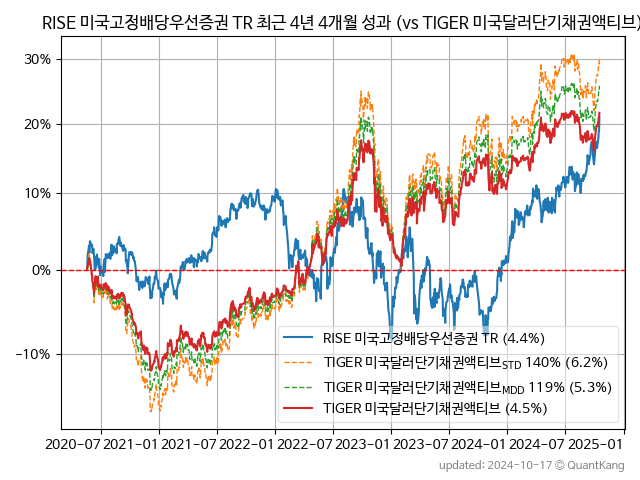 RISE 미국고정배당우선증권 TR 최근 4년 4개월 성과 (vs TIGER 미국달러단기채권액티브)
30%
20%
10%
0%
−10%
RISE 미국고정배당우선증권 TR (4.4%)
TIGER 미국달러단기채권액티브STD 140% (6.2%)
TIGER 미국달러단기채권액티브MDD 119% (5.3%)
TIGER 미국달러단기채권액티브 (4.5%)
2020-07 2021-01 2021-07 2022-01 2022-07 2023-01 2023-07 2024-01 2024-07 2025-01
updated: 2024-10-17 © QuantKang